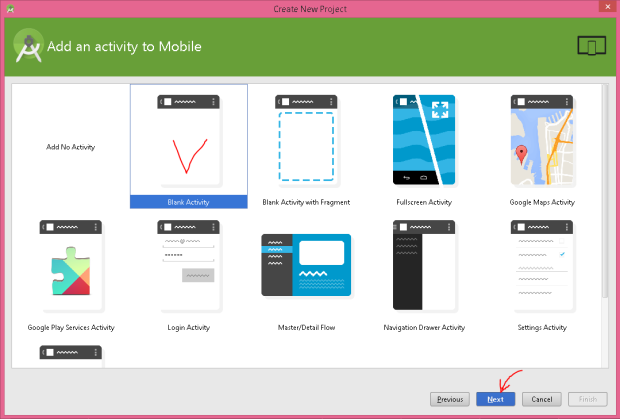 Create New Project
Add an activity to Mobile
Add No Activity
Blank Activity
Blank Activity with Fragment
Fullscreen Activity
Google Maps Activity
Google Play Services Activity
Login Activity
Master/Detail Flow
Navigation Drawer Activity
Settings Activity
Previous
Next
Cancel
Finish